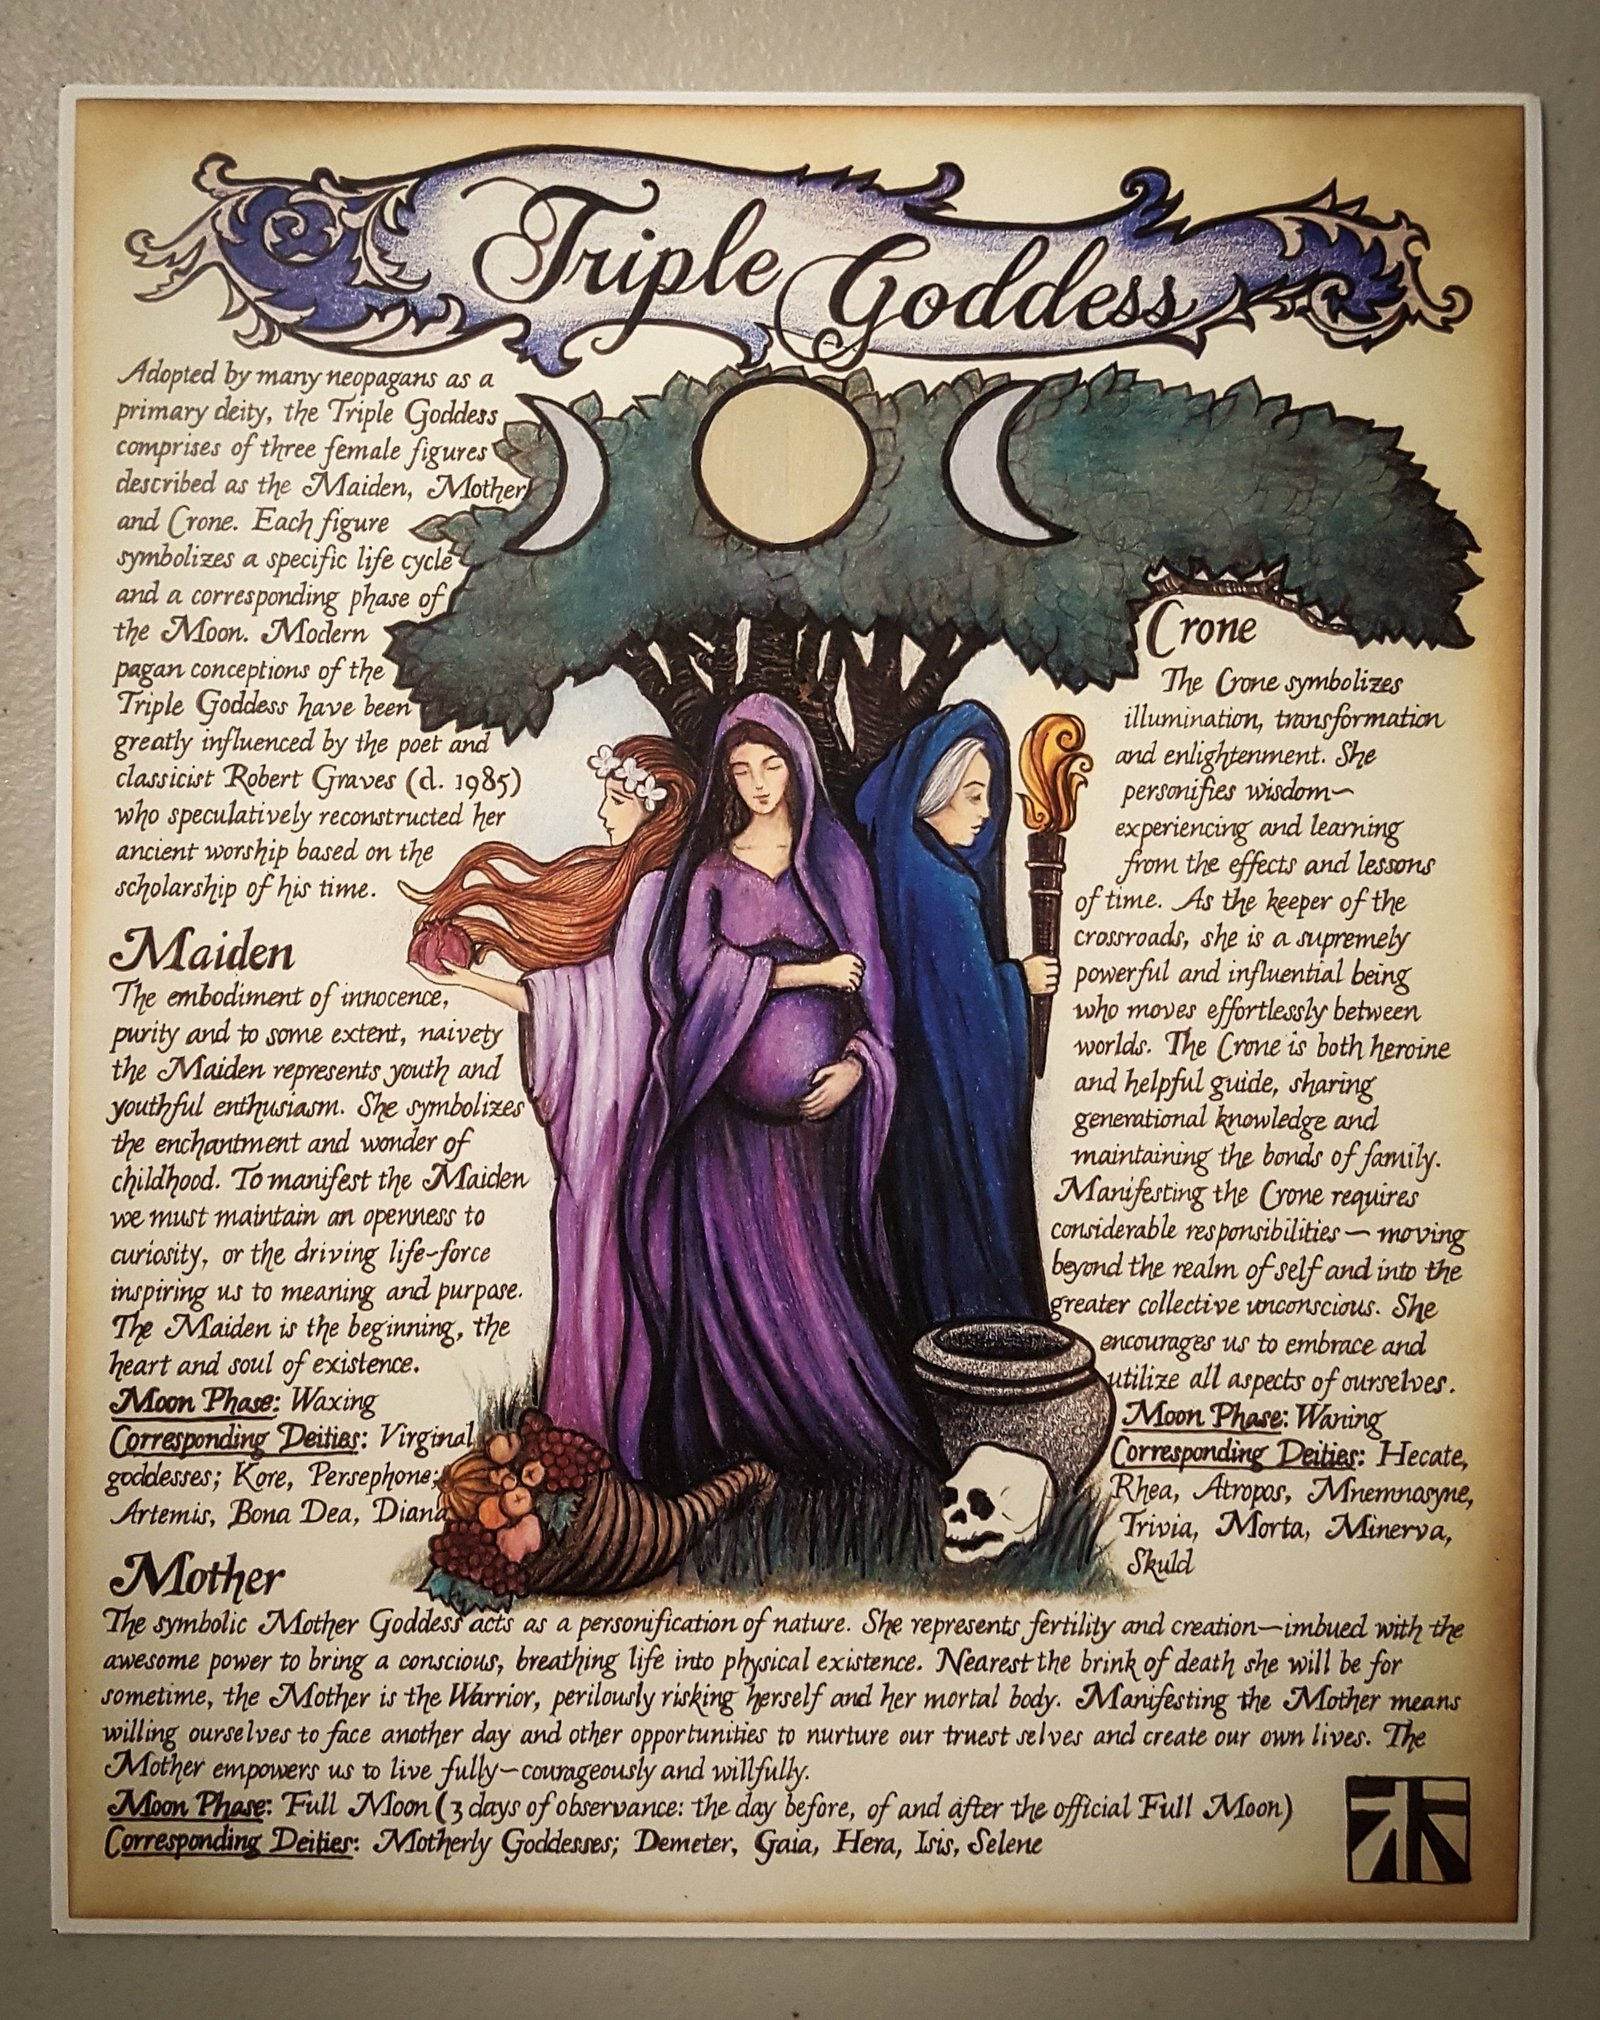 Triple Goddess
Adopted by many neopagans as a
primary deity, the Triple Goddess
comprises of three female figures
described as the Maiden, Mother
and Crone. Each figure
symbolizes a specific life cycle
and a corresponding phase of
the Moon. Modern
pagan conceptions of the
Triple Goddess have been
greatly influenced by the poet and
classicist Robert Graves (d. 1985)
who speculatively reconstructed her
ancient worship based on the
scholarship of his time.
Maiden
The embodiment of innocence,
purity and to some extent, naivety
the Maiden represents youth and
youthful enthusiasm. She symbolizes
the enchantment and wonder of
childhood. To manifest the Maiden
we must maintain an openness to
curiosity, or the driving life-force
inspiring us to meaning and purpose.
The Maiden is the beginning, the
heart and soul of existence.
Moon Phase: Waxing
Corresponding Deities: Virginal
goddesses; Kore, Persephone;
Artemis, Bona Dea, Diana
Crone
The Crone symbolizes
illumination, transformation
and enlightenment. She
personifies wisdom—
experiencing and learning
from the effects and lessons
of time. As the keeper of the
crossroads, she is a supremely
powerful and influential being
who moves effortlessly between
worlds. The Crone is both heroine
and helpful guide, sharing
generational knowledge and
maintaining the bonds of family.
Manifesting the Crone requires
considerable responsibilities — moving
beyond the realm of self and into the
greater collective unconscious. She
encourages us to embrace and
utilize all aspects of ourselves.
Moon Phase: Waning
Corresponding Deities: Hecate,
Rhea, Atropos, Mnemnosyne,
Trivia, Morta, Minerva,
Skuld
Mother
The symbolic Mother Goddess acts as a personification of nature. She represents fertility and creation—imbued with the
awesome power to bring a conscious, breathing life into physical existence. Nearest the brink of death she will be for
sometime, the Mother is the Warrior, perilously risking herself and her mortal body. Manifesting the Mother means
willing ourselves to face another day and other opportunities to nurture our truest selves and create our own lives. The
Mother empowers us to live fully—courageously and willfully.
Moon Phase: Full Moon (3 days of observance: the day before, of and after the official Full Moon)
Corresponding Deities: Motherly Goddesses; Demeter, Gaia, Hera, Isis, Selene